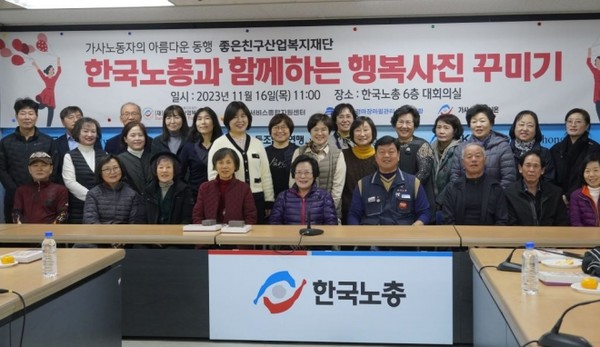 가사노동자의 아름다운 동행 좋은친구산업복지재단
한국노총과 함께하는 행복사진 꾸미기
일시 : 2023년 11월 16일(목) 11:00 장소 : 한국노총 6층 대회의실
한국노총